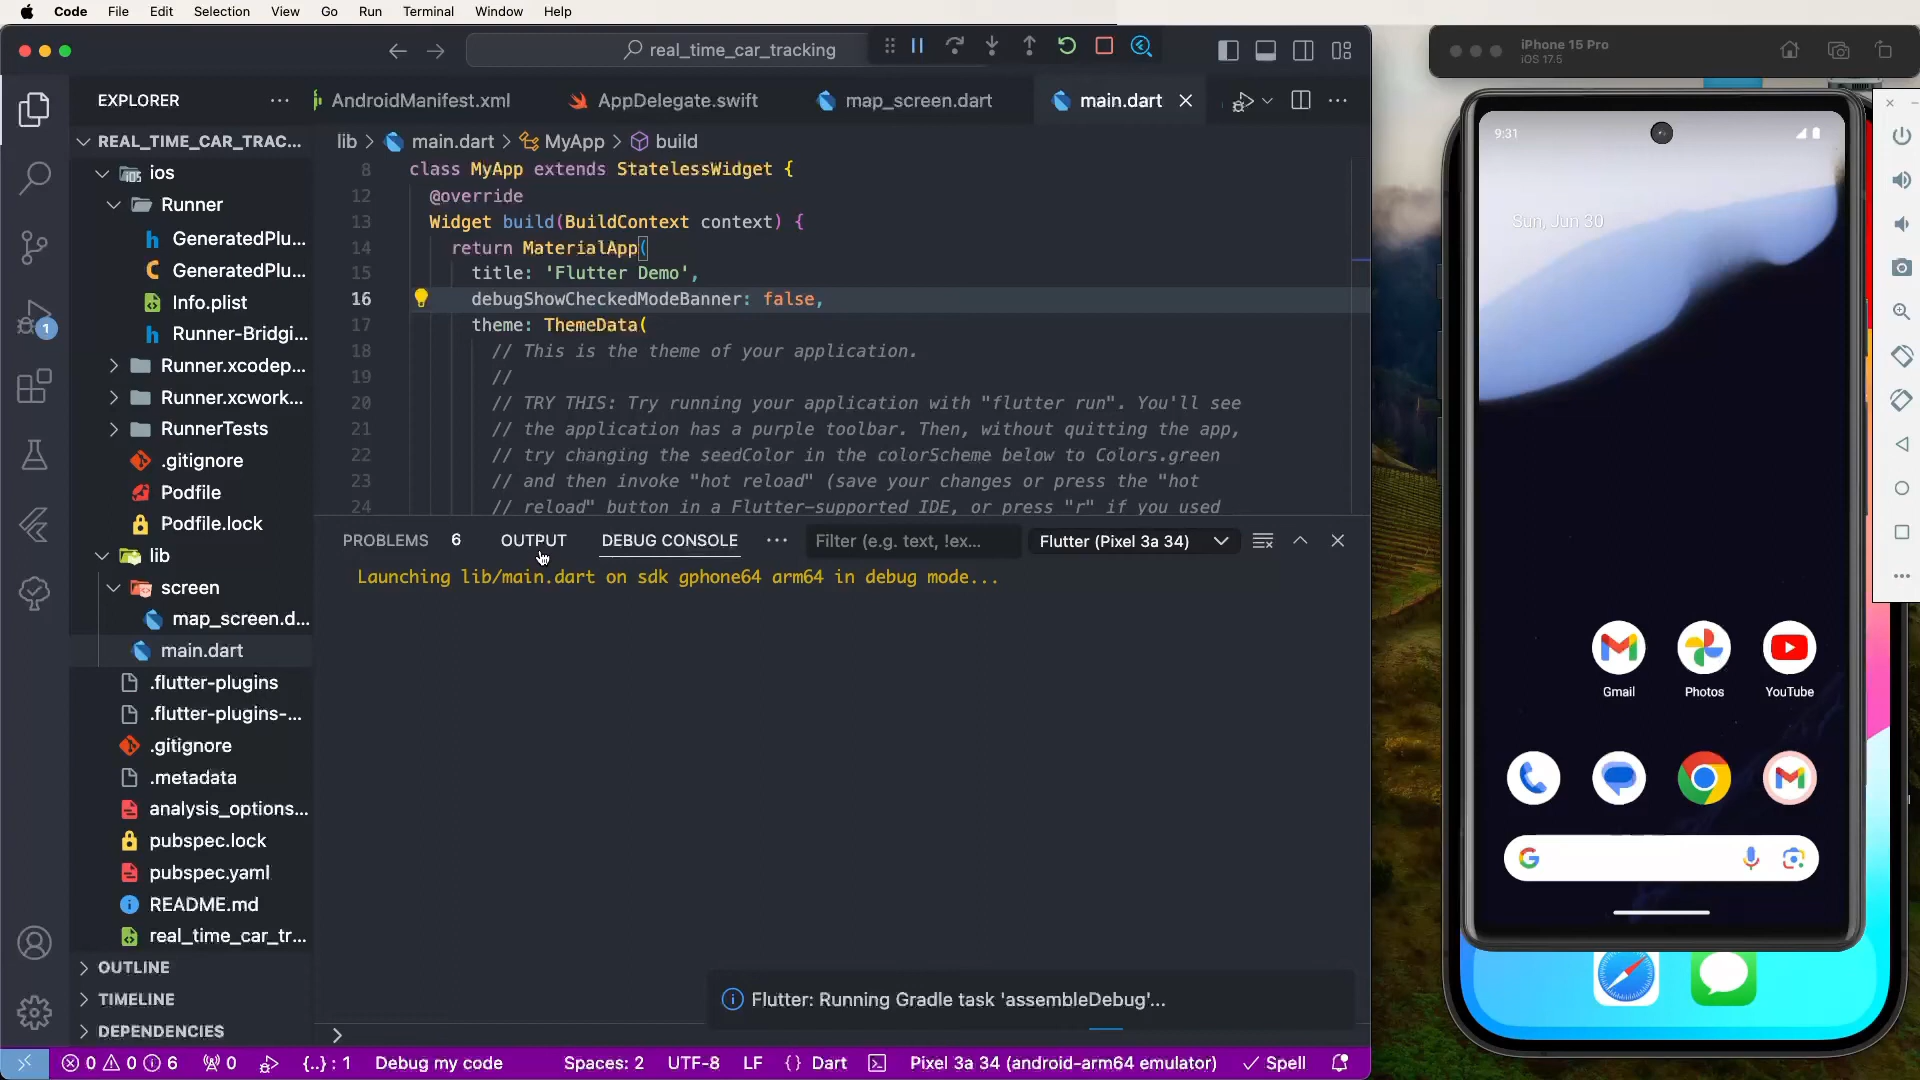 Code File Edit Selection View Go Run Terminal Window Help
real_time_car_tracking
EXPLORER
AndroidManifest.xml
AppDelegate.swift
map_screen.dart
main.dart
REAL_TIME_CAR_TRAC...
lib > main.dart > MyApp > build
ios
Runner
GeneratedPlu...
GeneratedPlu...
Info.plist
Runner-Bridgi...
Runner.xcodep...
Runner.xcwork...
RunnerTests
.gitignore
Podfile
Podfile.lock
lib
screen
map_screen.d...
main.dart
.flutter-plugins
.flutter-plugins-...
.gitignore
.metadata
analysis_options...
pubspec.lock
pubspec.yaml
README.md
real_time_car_tr...
OUTLINE
TIMELINE
DEPENDENCIES
1
8 class MyApp extends StatelessWidget {
12 @override
13 Widget build(BuildContext context) {
14 return MaterialApp(
15 title: 'Flutter Demo',
16 debugShowCheckedModeBanner: false,
17 theme: ThemeData(
18 // This is the theme of your application.
19 //
20 // TRY THIS: Try running your application with "flutter run". You'll see
21 // the application has a purple toolbar. Then, without quitting the app,
22 // try changing the seedColor in the colorScheme below to Colors.green
23 // and then invoke "hot reload" (save your changes or press the "hot
24 // reload" button in a Flutter-supported IDE, or press "r" if you used
PROBLEMS 6 OUTPUT DEBUG CONSOLE
Filter (e.g. text, !ex...
Flutter (Pixel 3a 34)
Launching lib/main.dart on sdk gphone64 arm64 in debug mode...
Flutter: Running Gradle task 'assembleDebug'...
0 0 6 0 {..} : 1 Debug my code Spaces: 2 UTF-8 LF {} Dart Pixel 3a 34 (android-arm64 emulator) Spell
iPhone 15 Pro
iOS 17.5
9:31
Sun, Jun 30
Gmail
Photos
YouTube